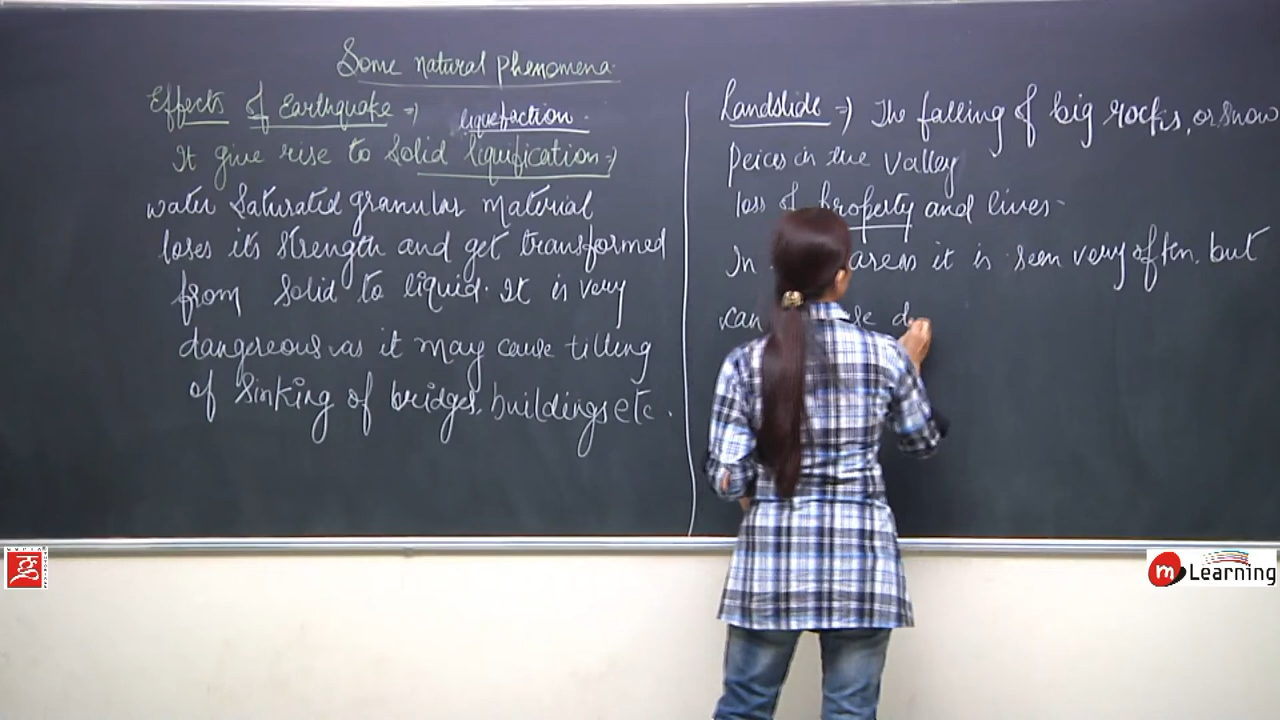 Some natural phenomena.
Effects of Earthquake → liquefaction.
It give rise to Solid liquification →
water Saturated granular material
loses its strength and get transformed
from Solid to liquid. It is very
dangereous as it may cause tilting
of Sinking of bridges, buildings etc.
Landslide → The falling of big rocks, or snow
peices in the valley
loss of property and lives.
In areas it is seen very often. but
can
m Learning